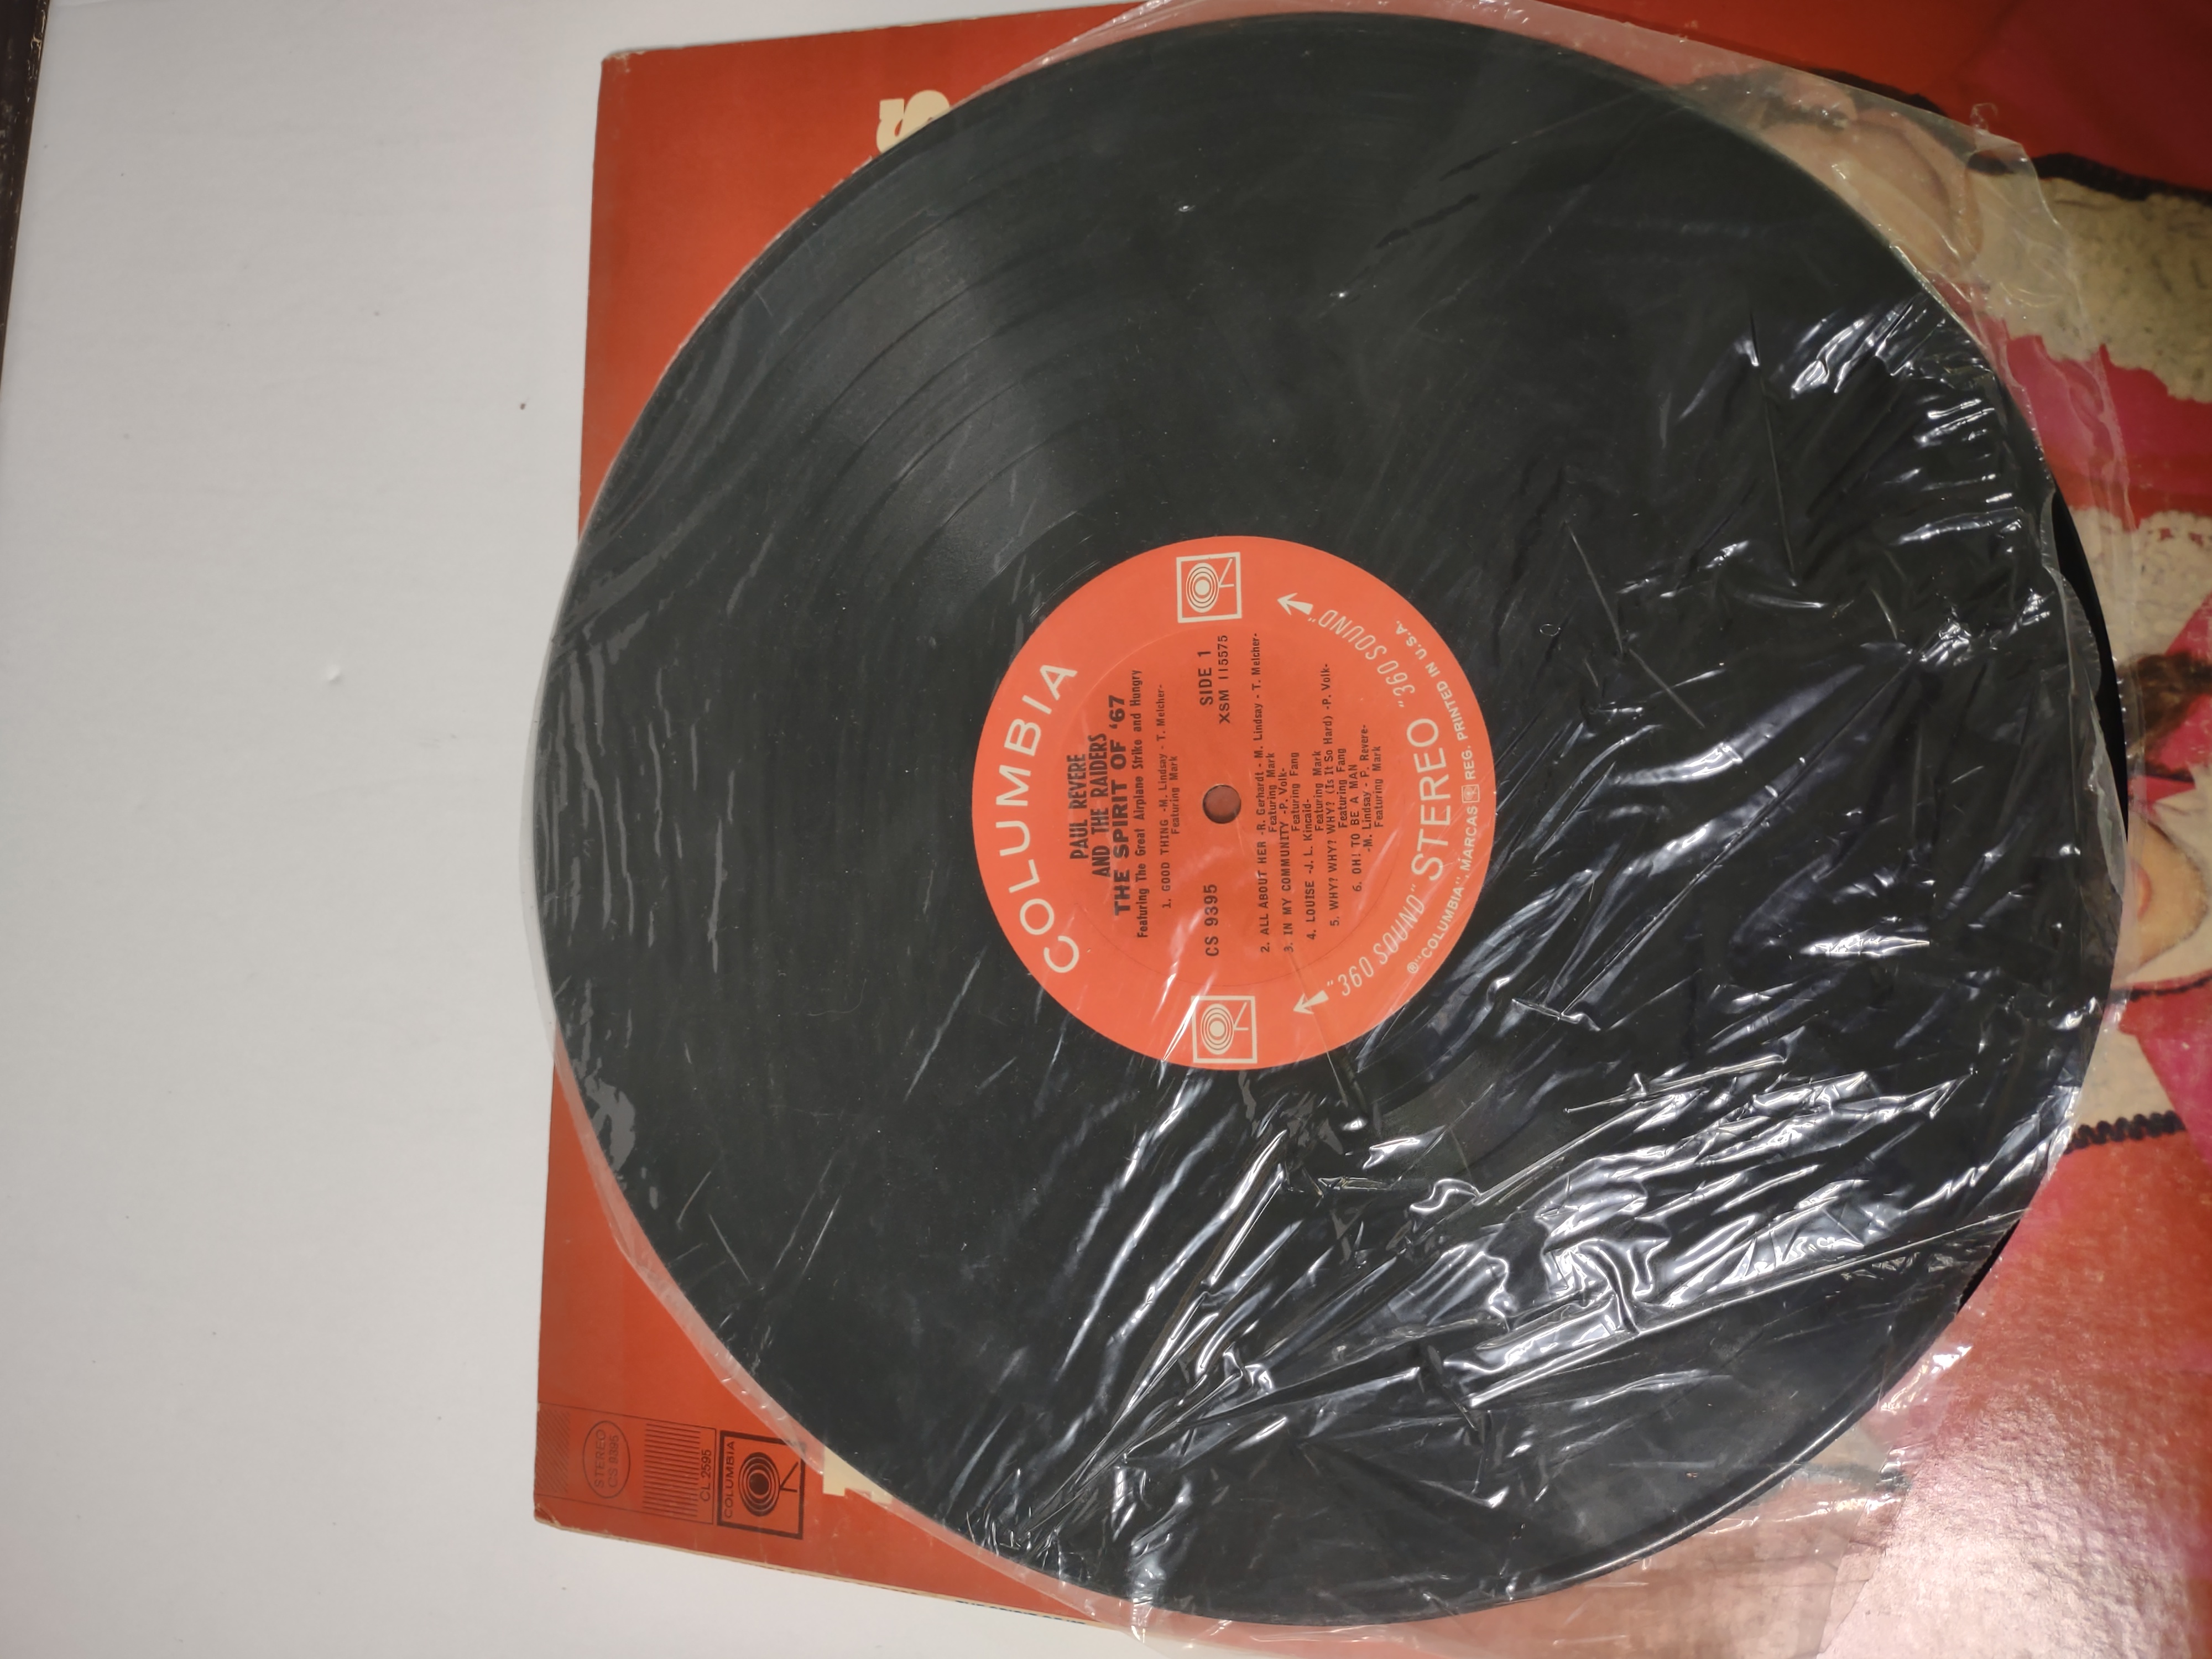 COLUMBIA
PAUL REVERE
AND THE RAIDERS
THE SPIRIT OF '67
Featuring The Great Airplane Strike and Hungry
1. GOOD THING -M. Lindsay - T. Melcher-
Featuring Mark
CS 9395
SIDE 1
XSM 115575
2. ALL ABOUT HER -R. Gerhardt - M. Lindsay - T. Melcher-
Featuring Mark
3. IN MY COMMUNITY -P. Volk-
Featuring Fang
4. LOUISE -J. L. Kincaid-
Featuring Mark
5. WHY? WHY? WHY? (Is It So Hard) -P. Volk-
Featuring Fang
6. OH! TO BE A MAN
-M. Lindsay - P. Revere-
Featuring Mark
"360 SOUND" STEREO "360 SOUND"
® "COLUMBIA", MARCAS REG. PRINTED IN U.S.A.
STEREO
CS 9395
CL 2595
COLUMBIA